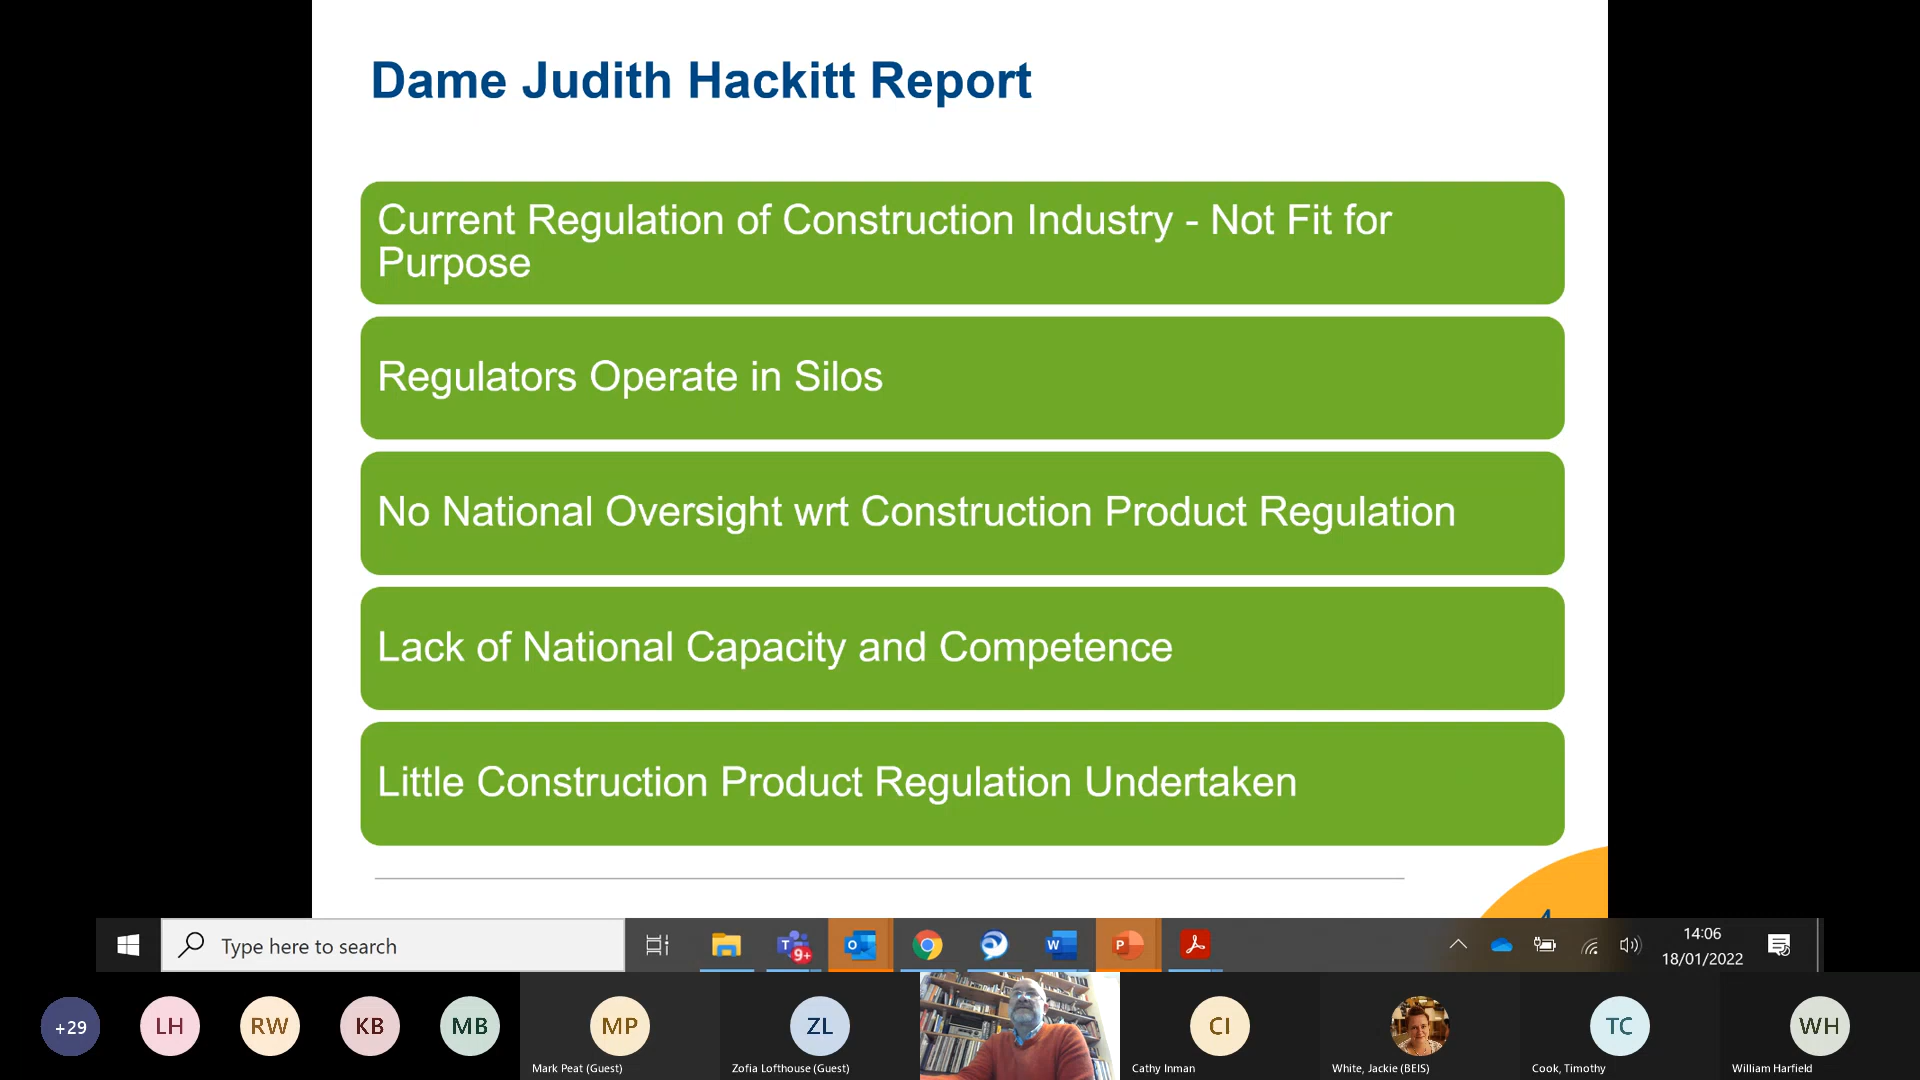 Dame Judith Hackitt Report
Current Regulation of Construction Industry - Not Fit for
Purpose
Regulators Operate in Silos
No National Oversight wrt Construction Product Regulation
Lack of National Capacity and Competence
Little Construction Product Regulation Undertaken
4
Type here to search
T
9+
O
W
P
14:06
18/01/2022
+29
LH
RW
KB
MB
MP
ZL
CI
TC
WH
Mark Peat (Guest)
Zofia Lofthouse (Guest)
Cathy Inman
White, Jackie (BEIS)
Cook, Timothy
William Harfield